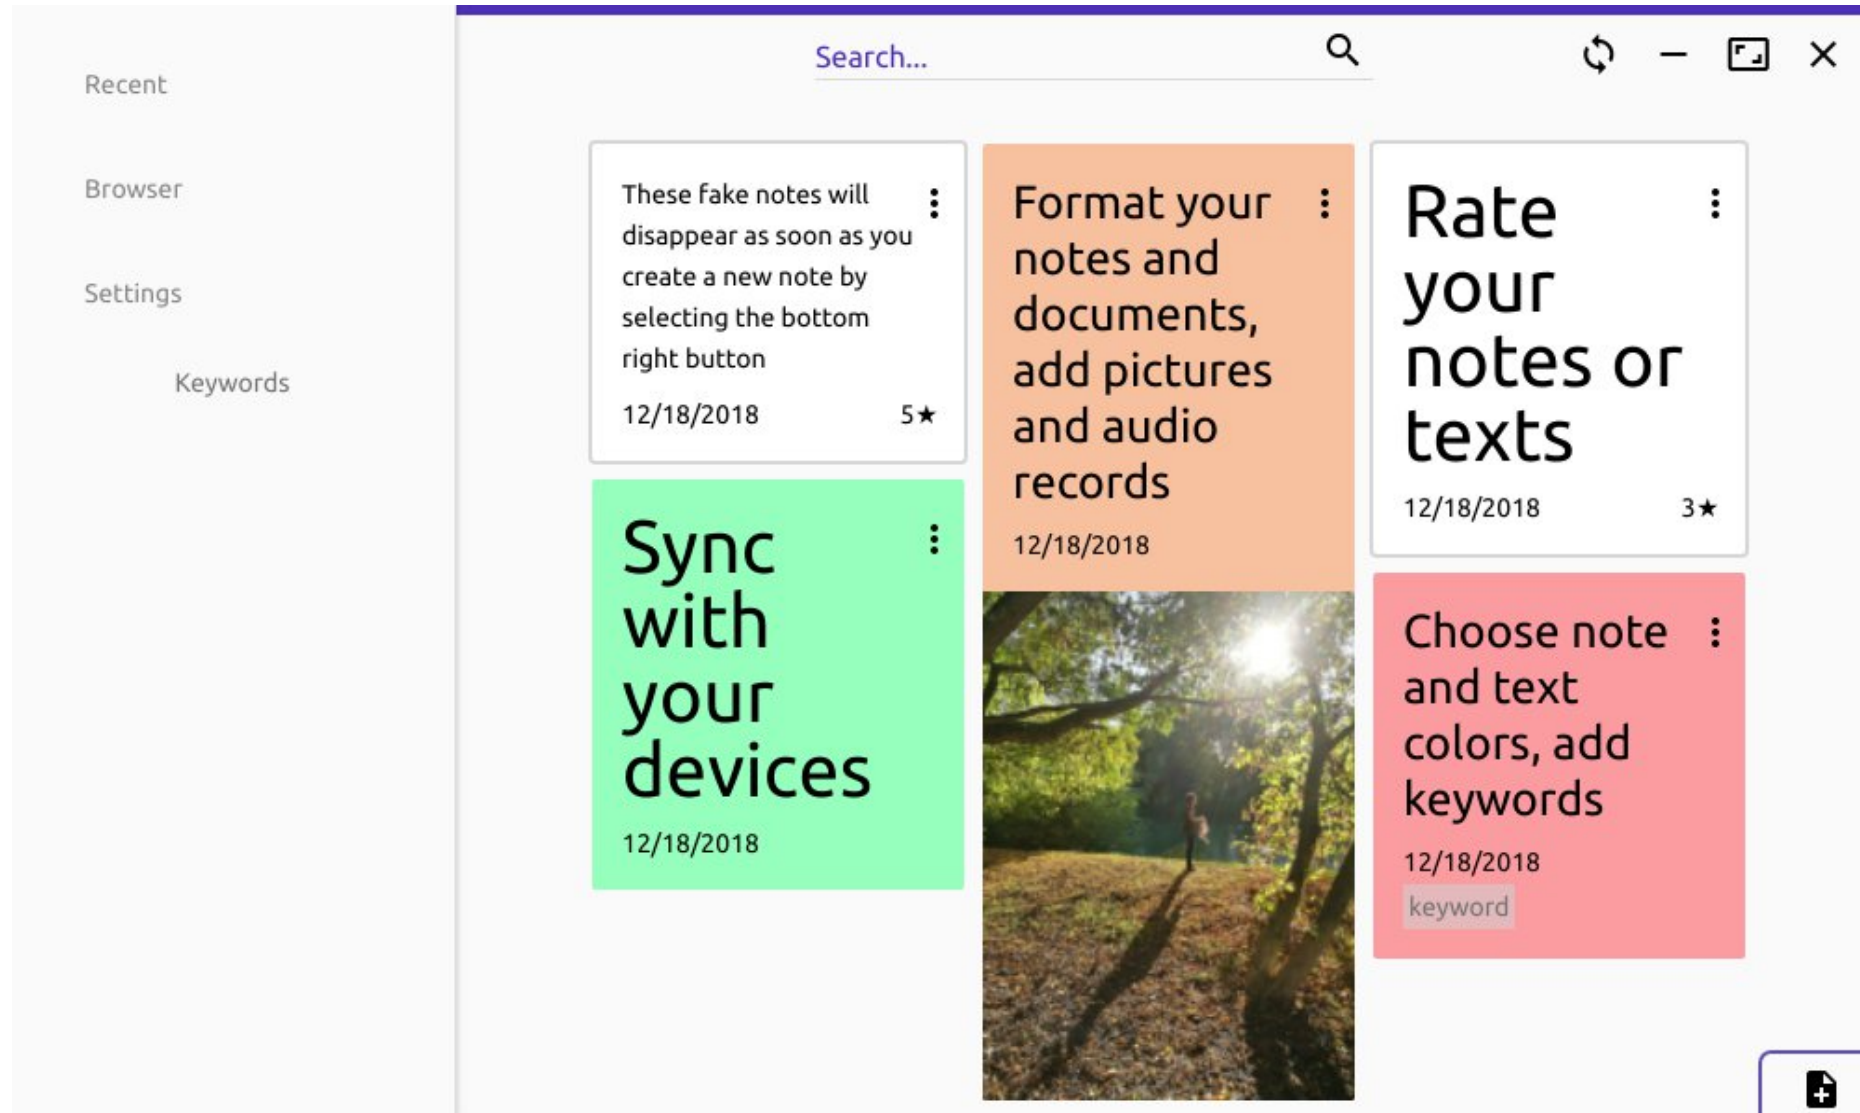 Recent
Browser
Settings
Keywords
Search...
These fake notes will
disappear as soon as you
create a new note by
selecting the bottom
right button
12/18/2018 5★
Sync
with
your
devices
12/18/2018
Format your
notes and
documents,
add pictures
and audio
records
12/18/2018
Rate
your
notes or
texts
12/18/2018 3★
Choose note
and text
colors, add
keywords
12/18/2018
keyword